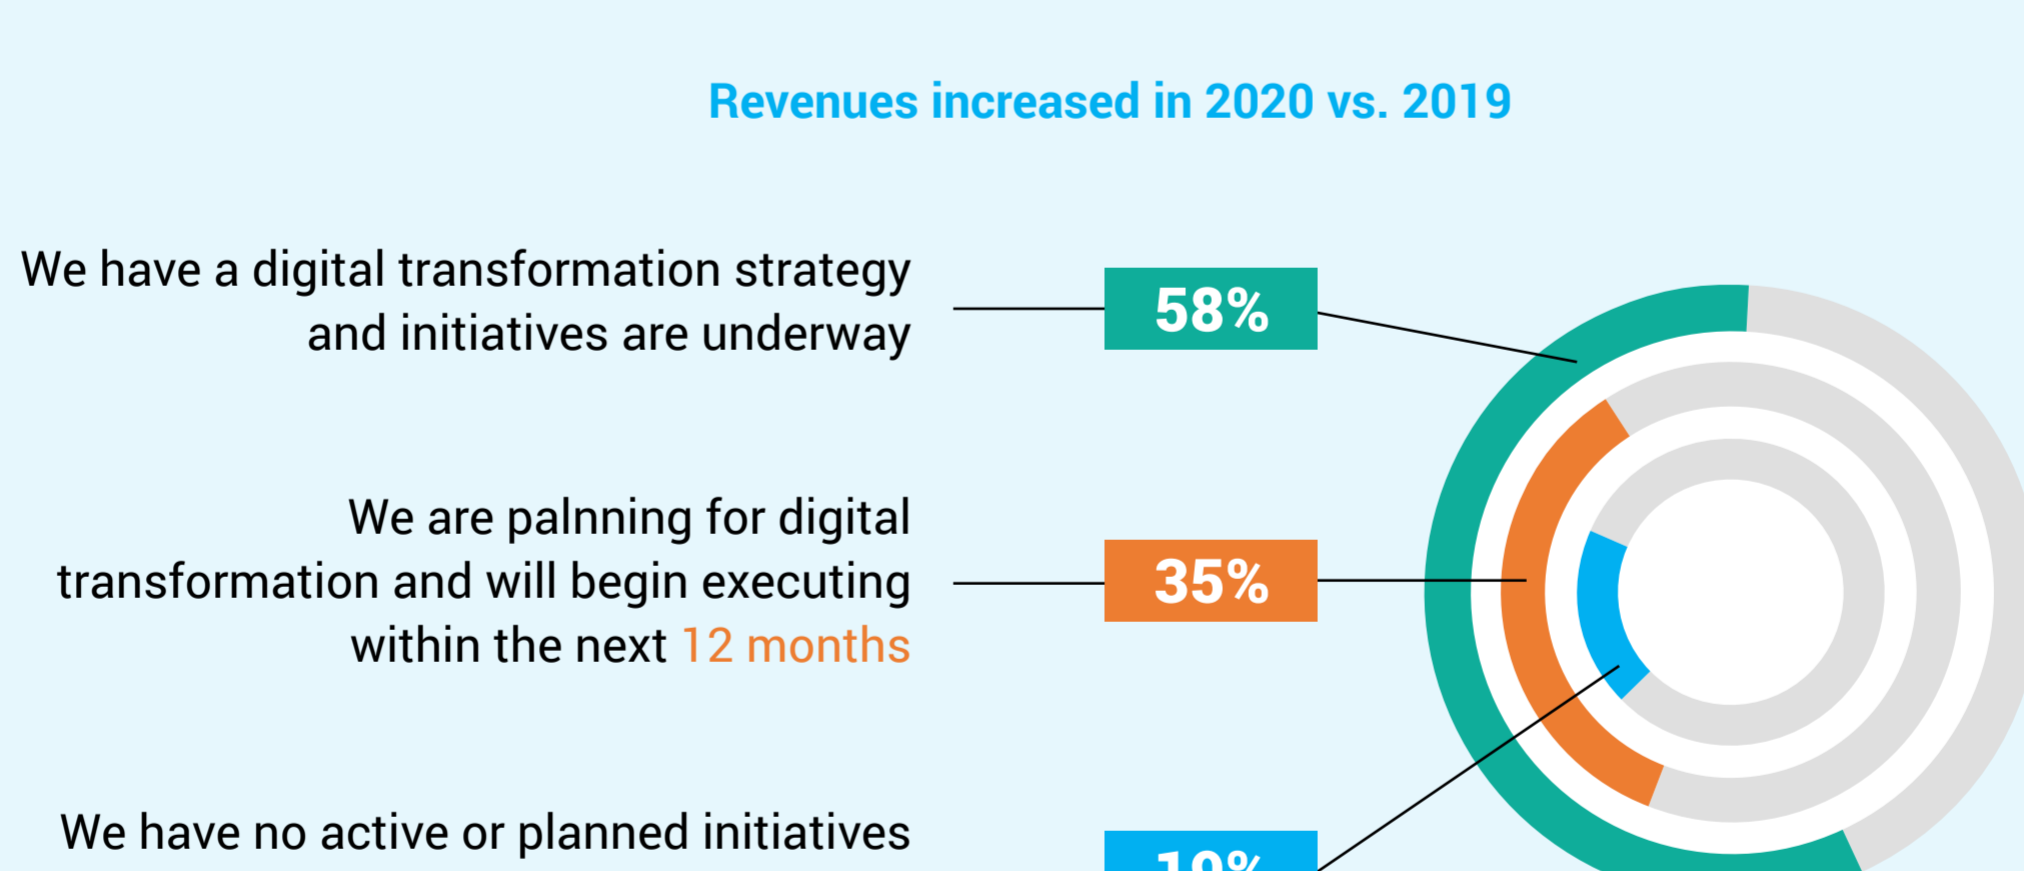 Revenues increased in 2020 vs. 2019
We have a digital transformation strategy
and initiatives are underway
58%
We are palnning for digital
transformation and will begin executing
within the next 12 months
35%
We have no active or planned initiatives